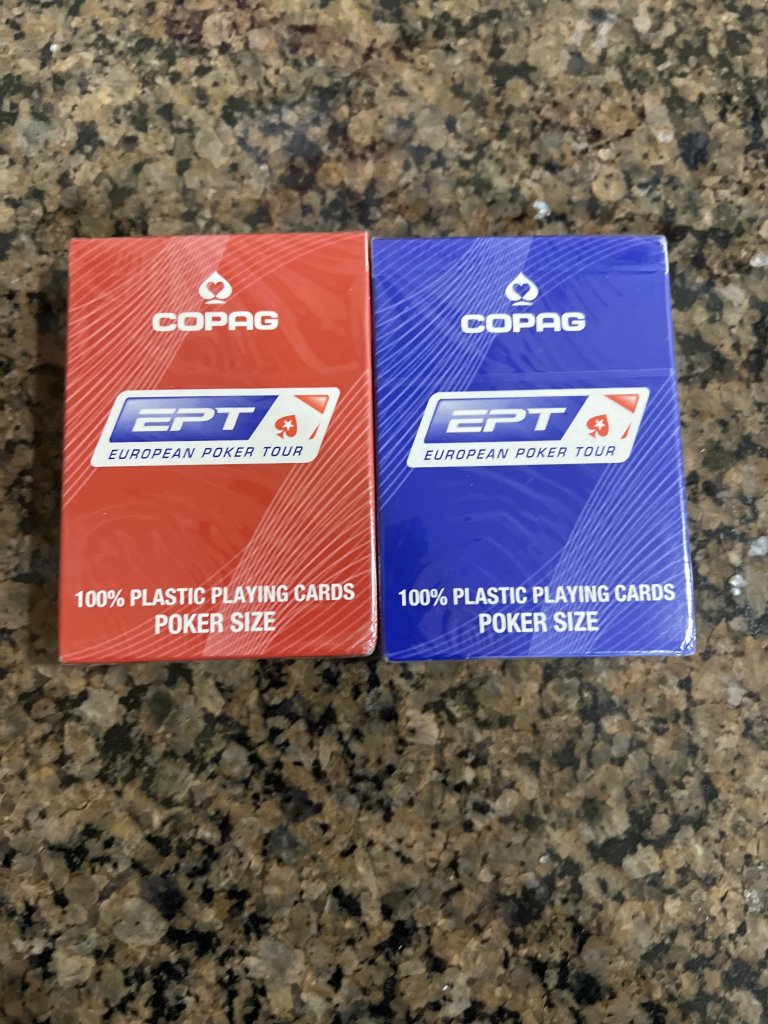 COPAG
EPT
EUROPEAN POKER TOUR
100% PLASTIC PLAYING CARDS
POKER SIZE
COPAG
EPT
EUROPEAN POKER TOUR
100% PLASTIC PLAYING CARDS
POKER SIZE